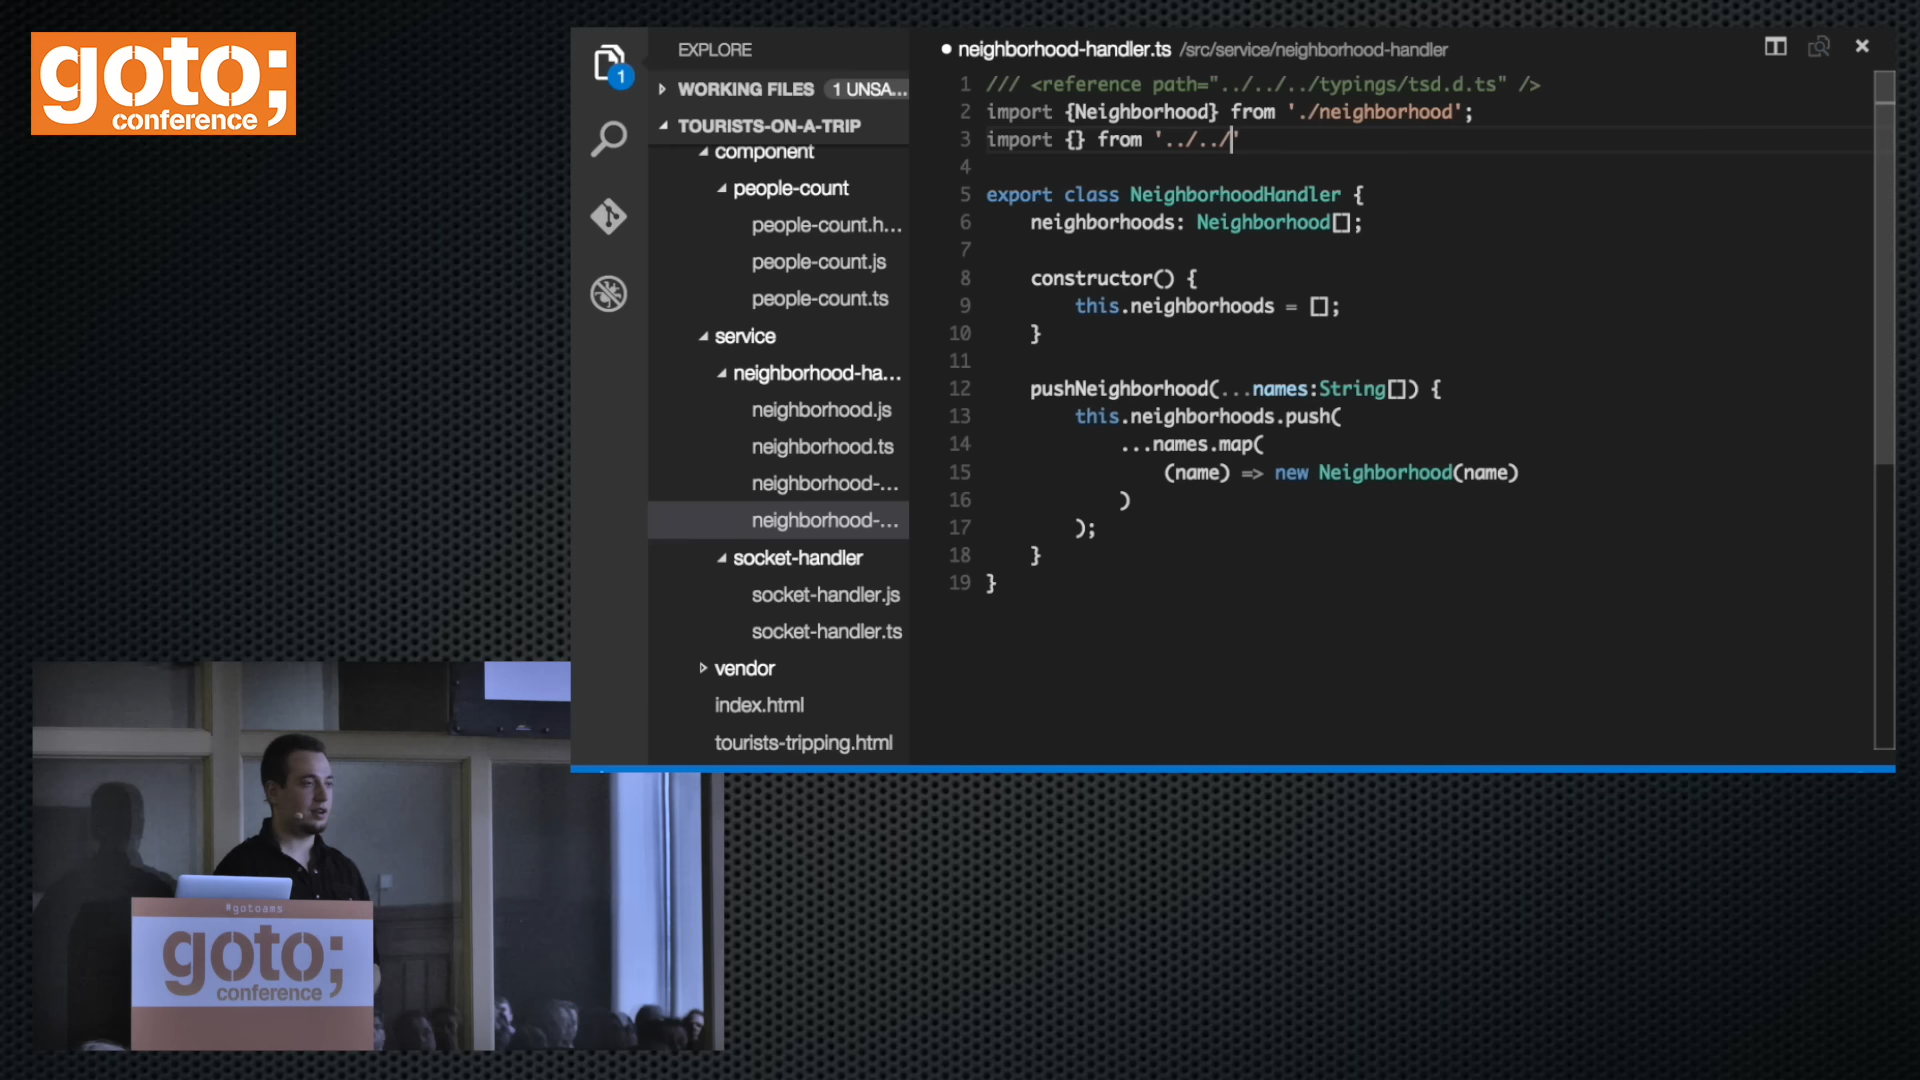 goto;
conference
EXPLORE
WORKING FILES 1 UNSA...
TOURISTS-ON-A-TRIP
component
people-count
people-count.h...
people-count.js
people-count.ts
service
neighborhood-ha...
neighborhood.js
neighborhood.ts
neighborhood-...
neighborhood-...
socket-handler
socket-handler.js
socket-handler.ts
vendor
index.html
tourists-tripping.html
1
neighborhood-handler.ts /src/service/neighborhood-handler
1 /// <reference path="../../../typings/tsd.d.ts" />
2 import {Neighborhood} from './neighborhood';
3 import {} from '../../'
4
5 export class NeighborhoodHandler {
6 neighborhoods: Neighborhood[];
7
8 constructor() {
9 this.neighborhoods = [];
10 }
11
12 pushNeighborhood(...names:String[]) {
13 this.neighborhoods.push(
14 ...names.map(
15 (name) => new Neighborhood(name)
16 )
17 );
18 }
19 }
#gotoams
goto;
conference